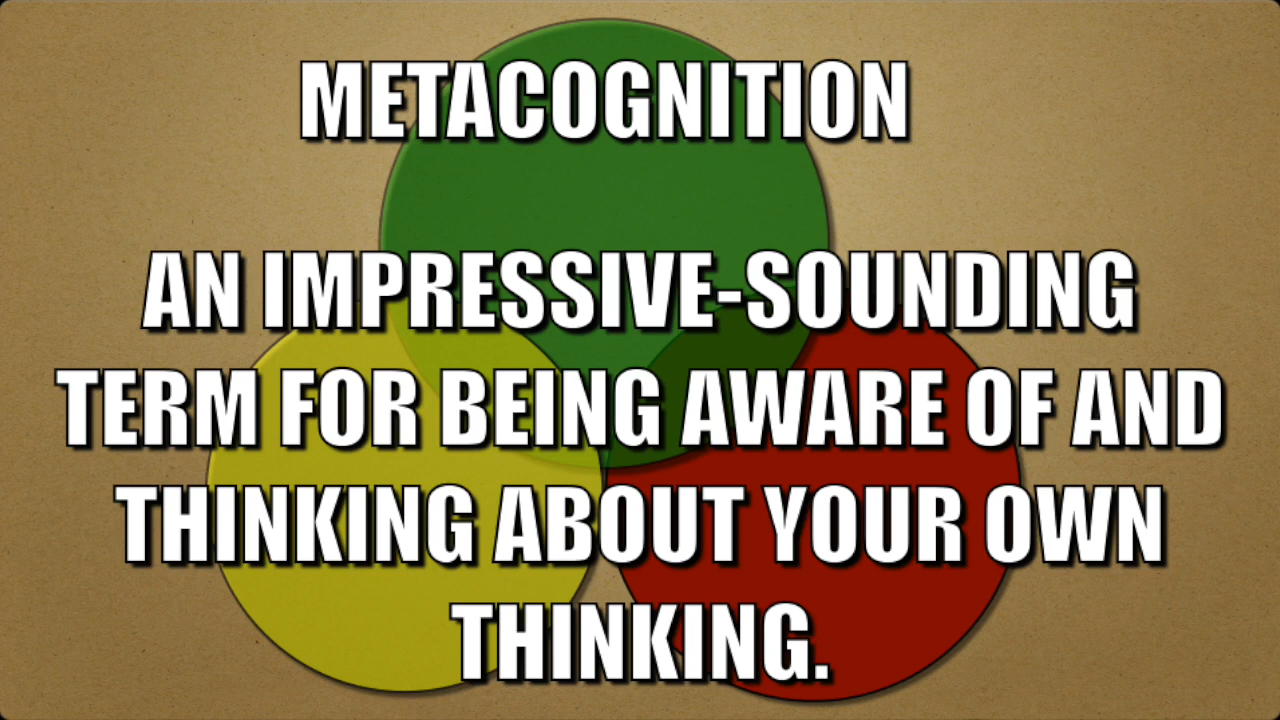 METACOGNITION
AN IMPRESSIVE-SOUNDING
TERM FOR BEING AWARE OF AND
THINKING ABOUT YOUR OWN
THINKING.